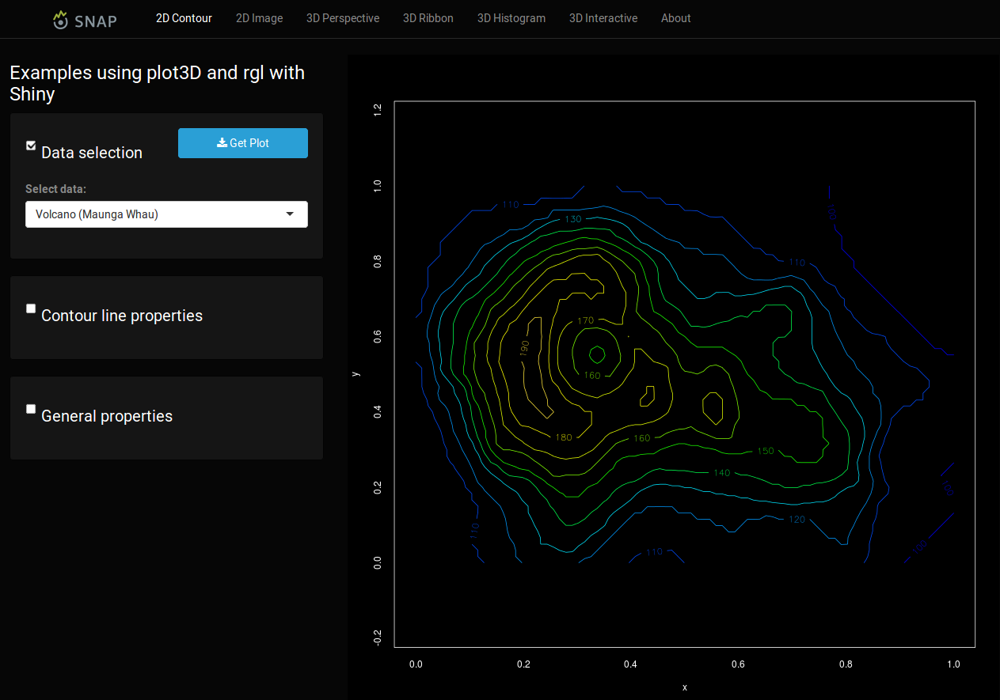 SNAP
2D Contour
2D Image
3D Perspective
3D Ribbon
3D Histogram
3D Interactive
About
Examples using plot3D and rgl with
Shiny
Data selection
Get Plot
Select data:
Volcano (Maunga Whau)
Contour line properties
General properties
y
1.2
1.0
0.8
0.6
0.4
0.2
0.0
-0.2
110
100
130
110
170
190
160
180
160
150
140
100
120
110
110
100
0.0
0.2
0.4
0.6
0.8
1.0
x